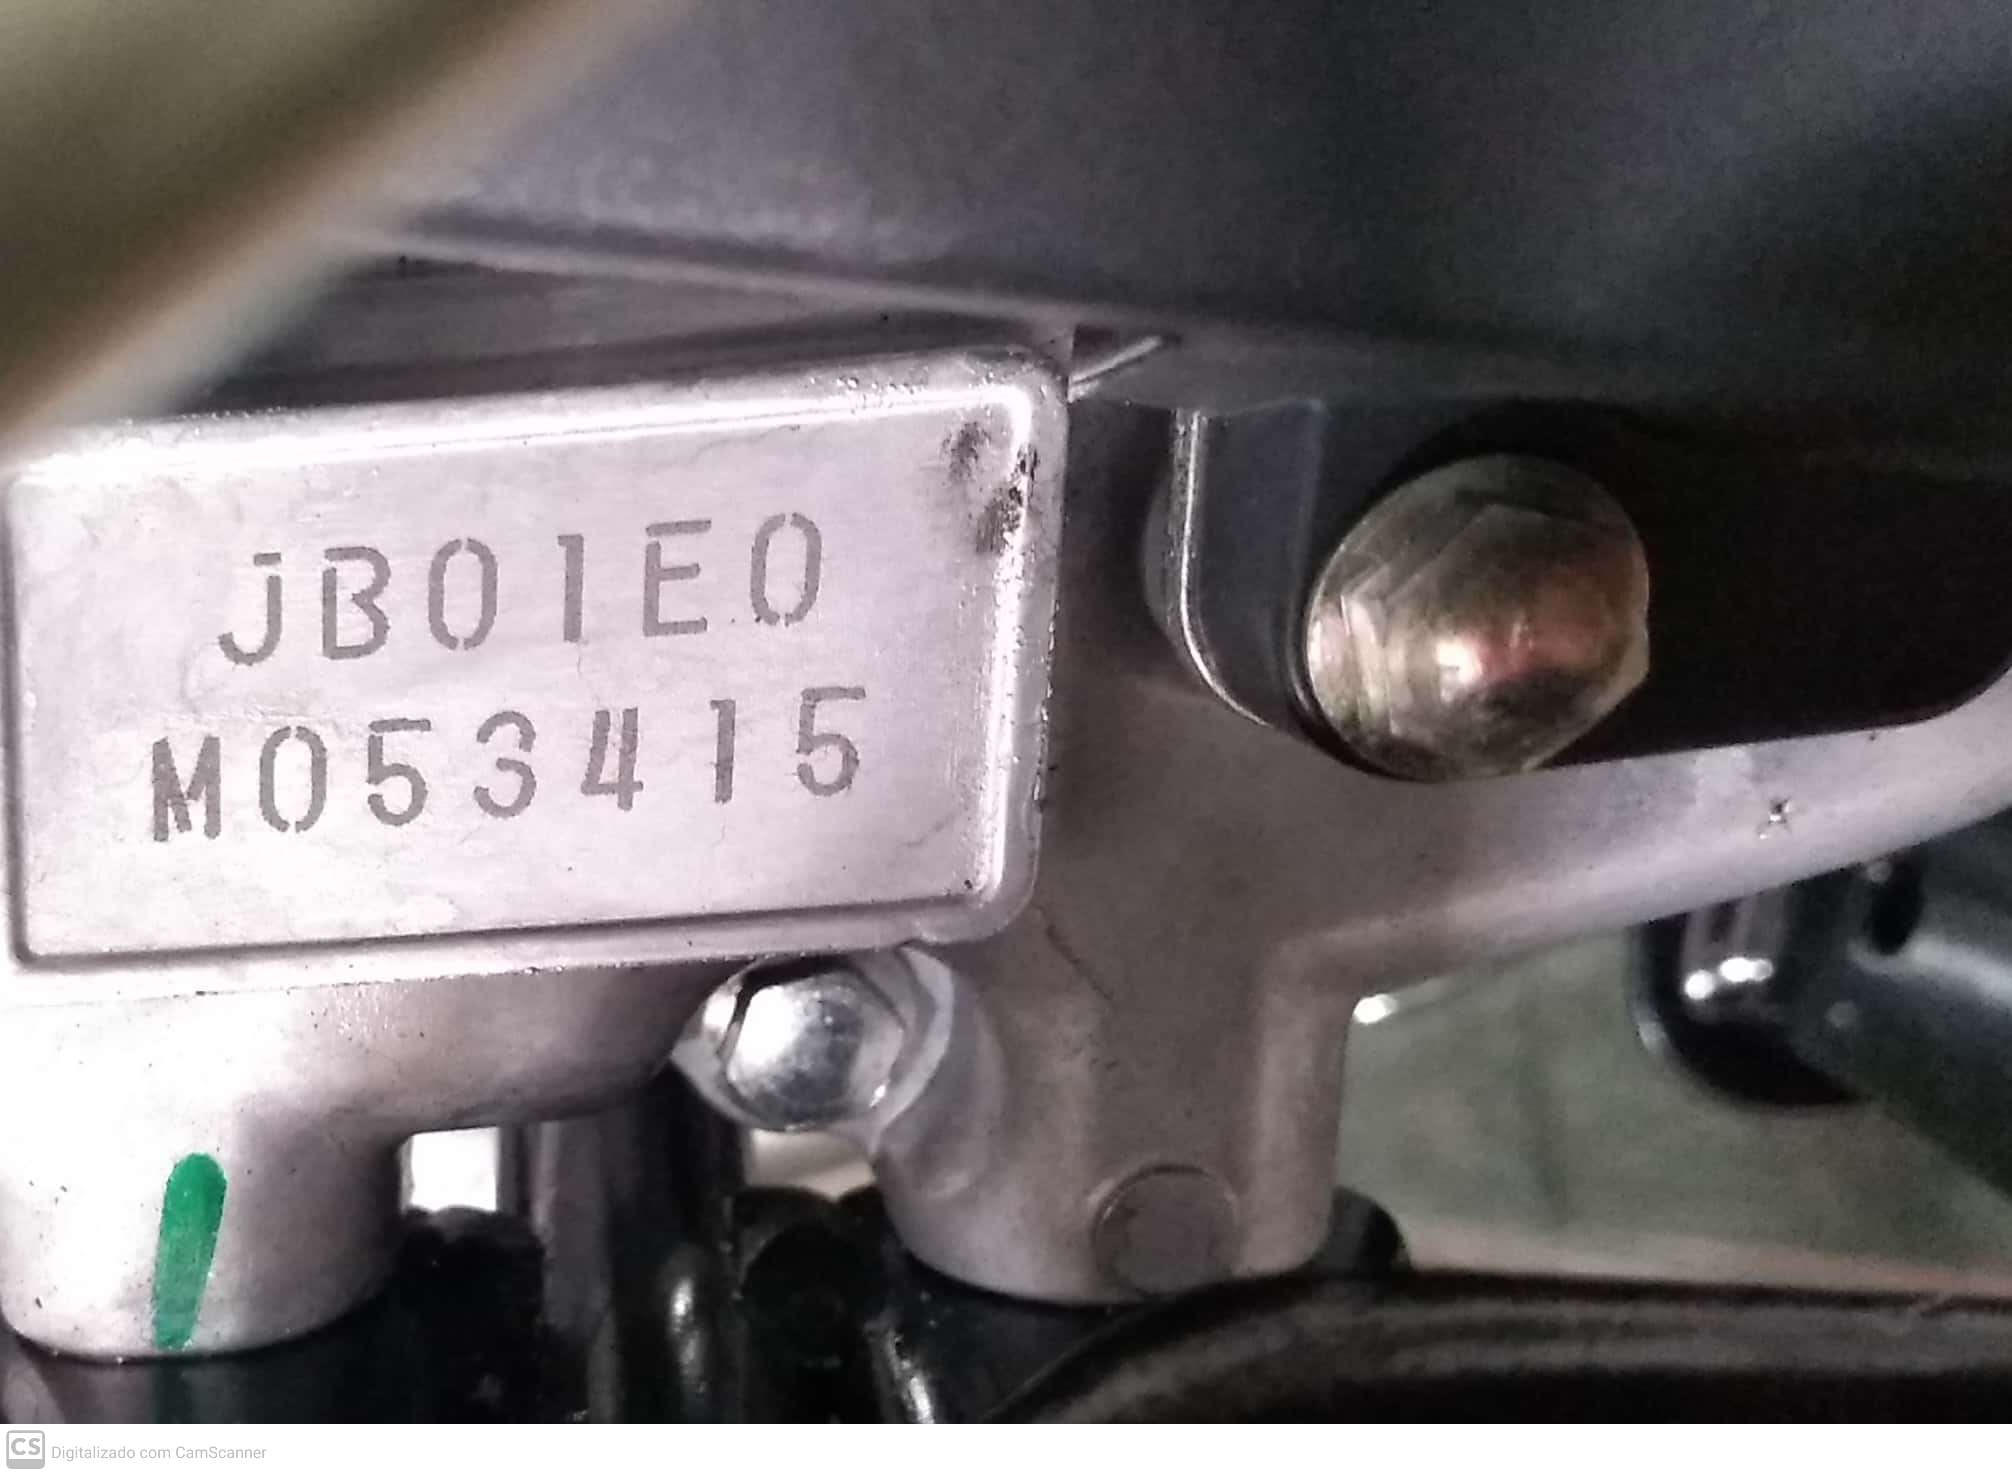 JB01E0
M053415
CS Digitalizado com CamScanner